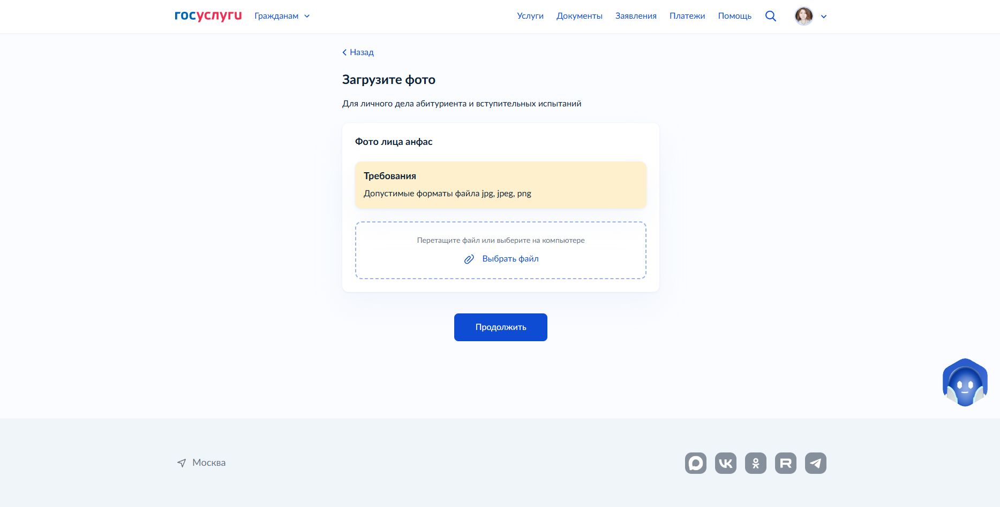 госуслуги
Гражданам
Услуги
Документы
Заявления
Платежи
Помощь
Назад
Загрузите фото
Для личного дела абитуриента и вступительных испытаний
Фото лица анфас
Требования
Допустимые форматы файла jpg, jpeg, png
Перетащите файл или выберите на компьютере
Выбрать файл
Продолжить
Москва